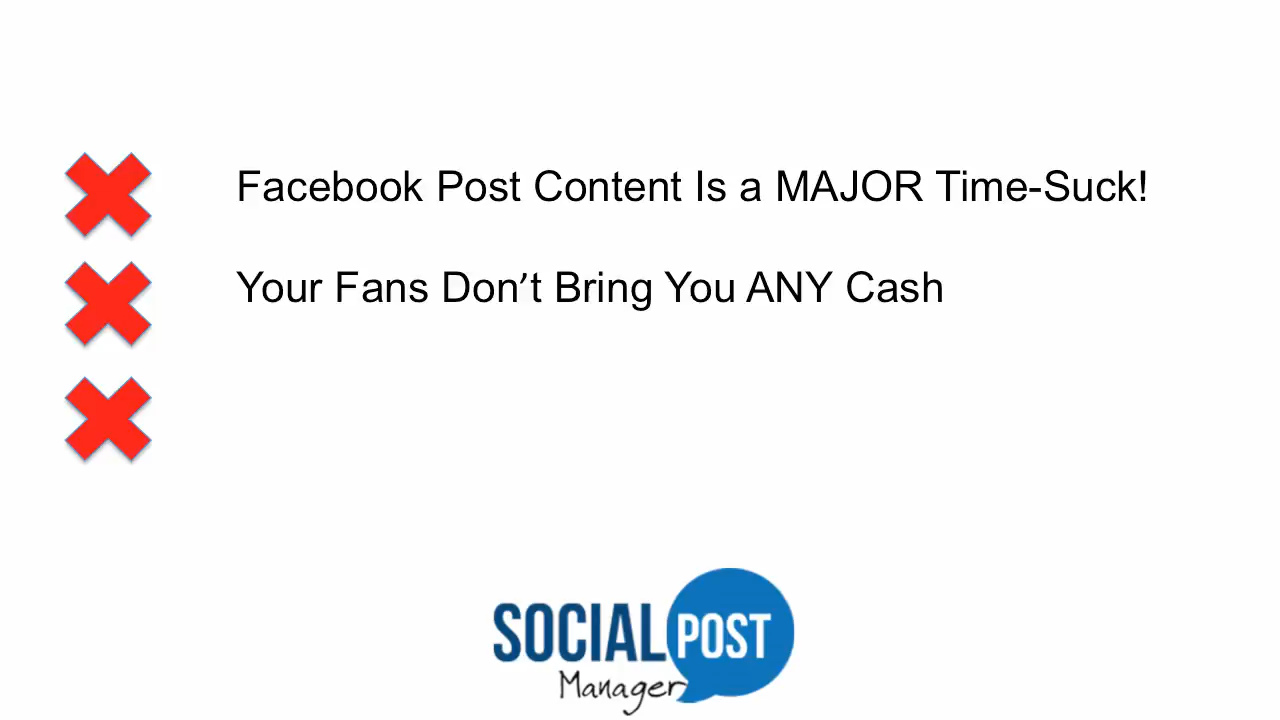 Facebook Post Content Is a MAJOR Time-Suck!
Your Fans Don’t Bring You ANY Cash
SOCIAL POST
Manager